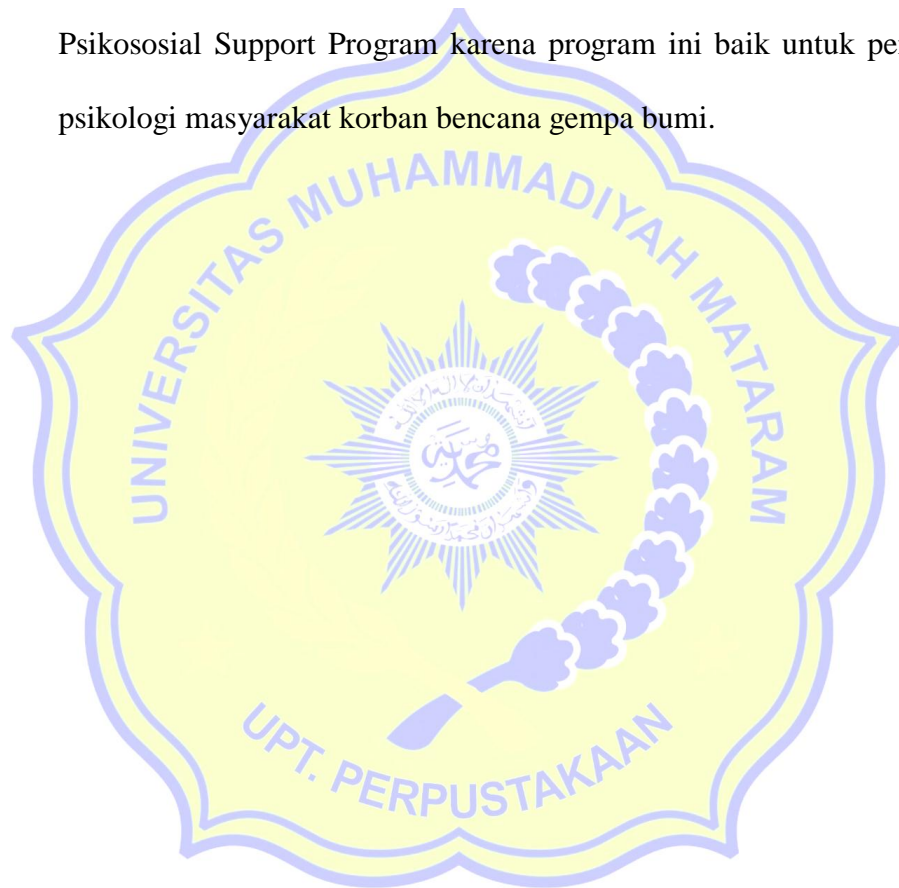 Psikososial Support Program karena program ini baik untuk
psikologi masyarakat korban bencana gempa bumi.
UNIVERSITAS MUHAMMADIYAH MATARAM
UPT. PERPUSTAKAAN